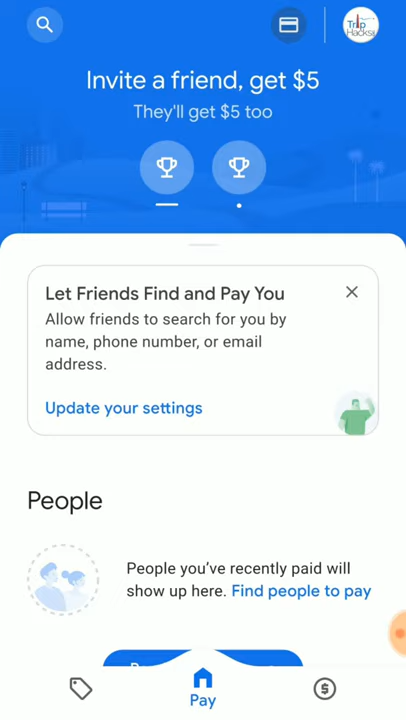 Trip
Hacks
Invite a friend, get $5
They'll get $5 too
Let Friends Find and Pay You
Allow friends to search for you by
name, phone number, or email
address.
Update your settings
People
People you've recently paid will
show up here. Find people to pay
Pay